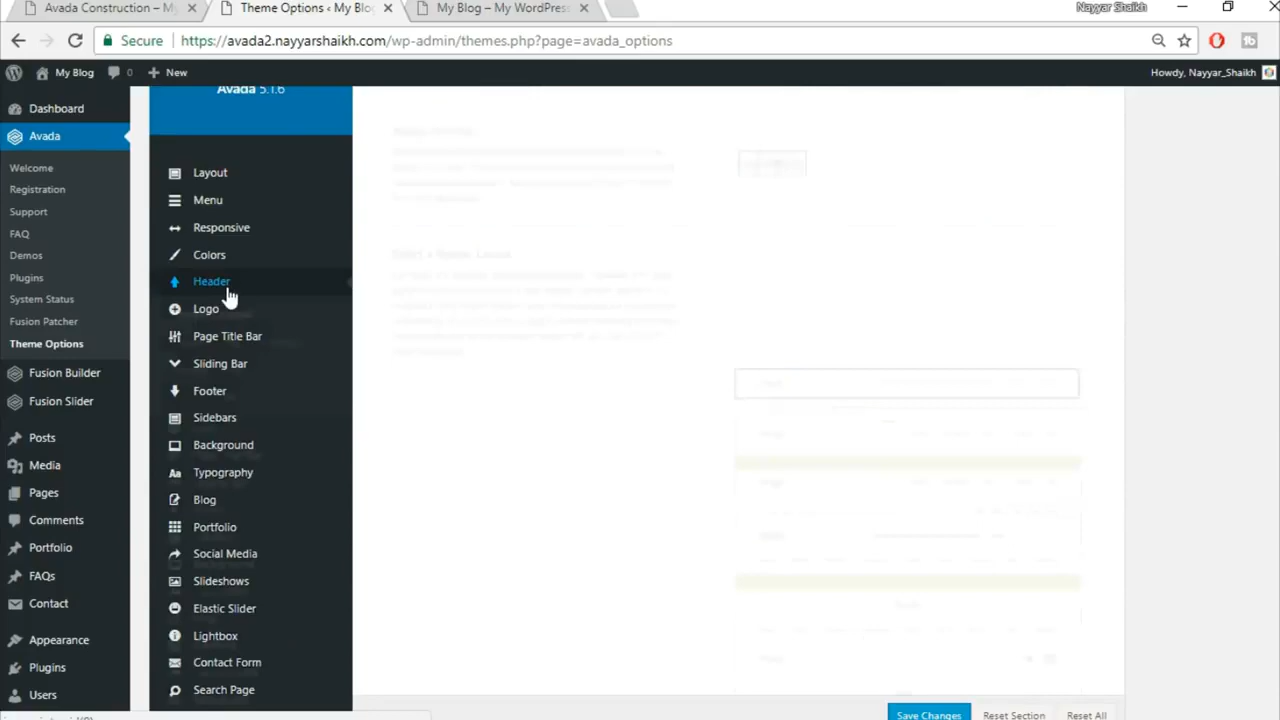 Avada Construction – My
Theme Options ‹ My Blo
My Blog – My WordPress
Nayyar Shaikh
Secure
https://avada2.nayyarshaikh.com/wp-admin/themes.php?page=avada_options
My Blog
0
New
Howdy, Nayyar_Shaikh
Dashboard
Avada
Welcome
Registration
Support
FAQ
Demos
Plugins
System Status
Fusion Patcher
Theme Options
Fusion Builder
Fusion Slider
Posts
Media
Pages
Comments
Portfolio
FAQs
Contact
Appearance
Plugins
Users
Avada 5.1.6
Layout
Menu
Responsive
Colors
Header
Logo
Page Title Bar
Sliding Bar
Footer
Sidebars
Background
Typography
Blog
Portfolio
Social Media
Slideshows
Elastic Slider
Lightbox
Contact Form
Search Page
Save Changes
Reset Section
Reset All